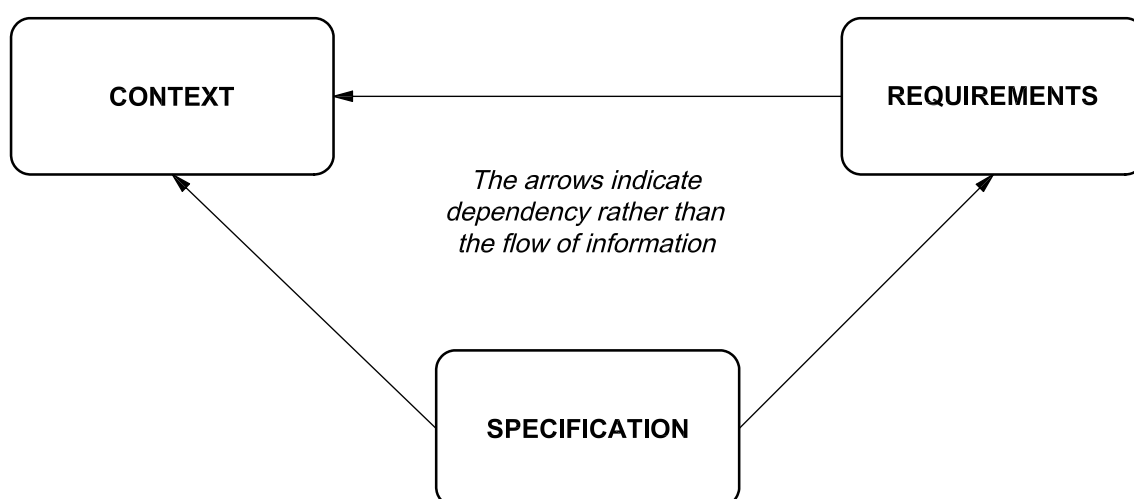 CONTEXT
REQUIREMENTS
The arrows indicate
dependency rather than
the flow of information
SPECIFICATION